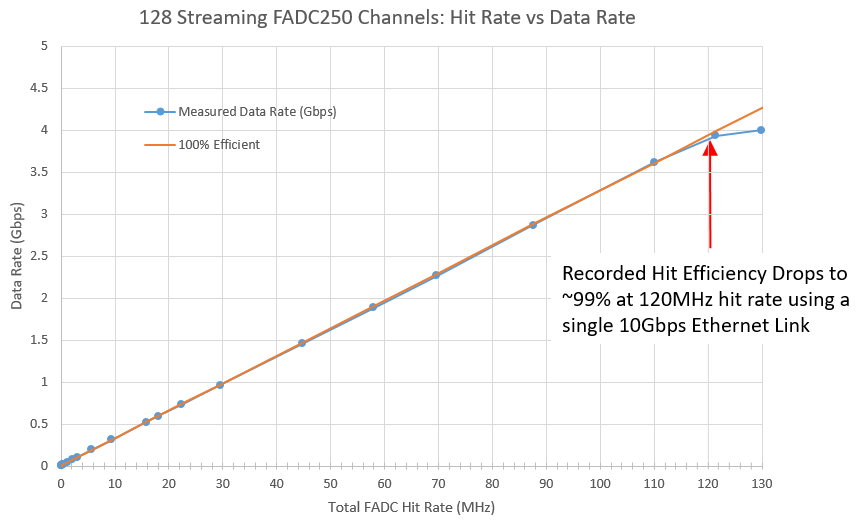 128 Streaming FADC250 Channels: Hit Rate vs Data Rate
5
4.5
4
3.5
3
2.5
2
1.5
1
0.5
0
Data Rate (Gbps)
Measured Data Rate (Gbps)
100% Efficient
Recorded Hit Efficiency Drops to
~99% at 120MHz hit rate using a
single 10Gbps Ethernet Link
0 10 20 30 40 50 60 70 80 90 100 110 120 130
Total FADC Hit Rate (MHz)